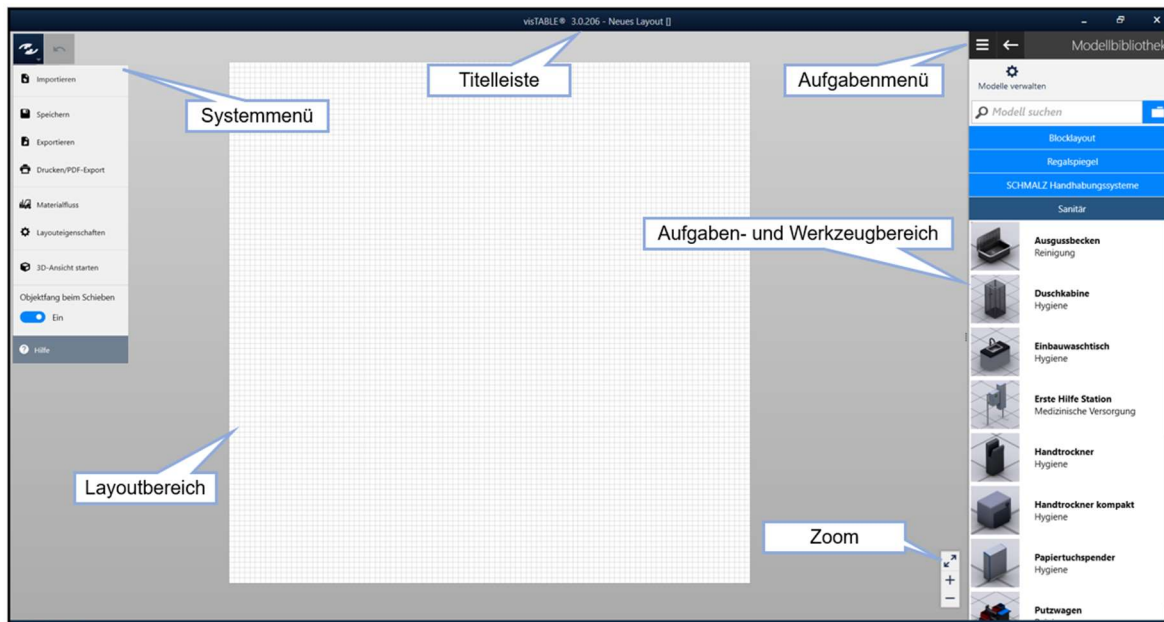 visTABLE® 3.0.206 - Neues Layout []
Titelleiste
Aufgabenmenü
Systemmenü
Importieren
Speichern
Exportieren
Drucken/PDF-Export
Materialfluss
Layouteigenschaften
3D-Ansicht starten
Objektfang beim Schieben
Ein
Hilfe
Layoutbereich
Aufgaben- und Werkzeugbereich
Zoom
Modellbibliothek
Modelle verwalten
Modell suchen
Blocklayout
Regalspiegel
SCHMALZ Handhabungssysteme
Sanitär
Ausgussbecken
Reinigung
Duschkabine
Hygiene
Einbauwaschtisch
Hygiene
Erste Hilfe Station
Medizinische Versorgung
Handtrockner
Hygiene
Handtrockner kompakt
Hygiene
Papiertuchspender
Hygiene
Putzwagen